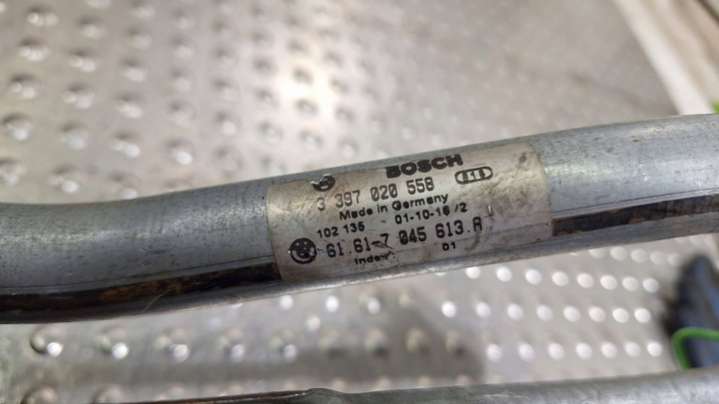 BOSCH
3 397 020 558
Made in Germany
102 135 - 01-10-16 /2
61.61-7 045 613.A
Index 01